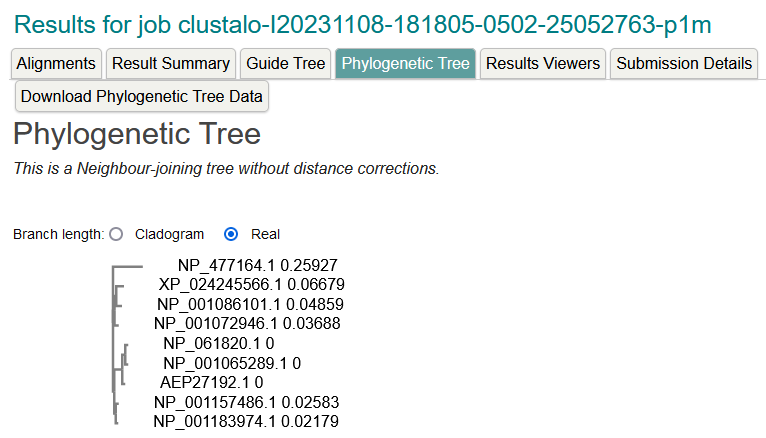 Results for job clustalo-I20231108-181805-0502-25052763-p1m
Alignments Result Summary Guide Tree Phylogenetic Tree Results Viewers Submission Details
Download Phylogenetic Tree Data
Phylogenetic Tree
This is a Neighbour-joining tree without distance corrections.
Branch length: Cladogram Real
NP_477164.1 0.25927
XP_024245566.1 0.06679
NP_001086101.1 0.04859
NP_001072946.1 0.03688
NP_061820.1 0
NP_001065289.1 0
AEP27192.1 0
NP_001157486.1 0.02583
NP_001183974.1 0.02179